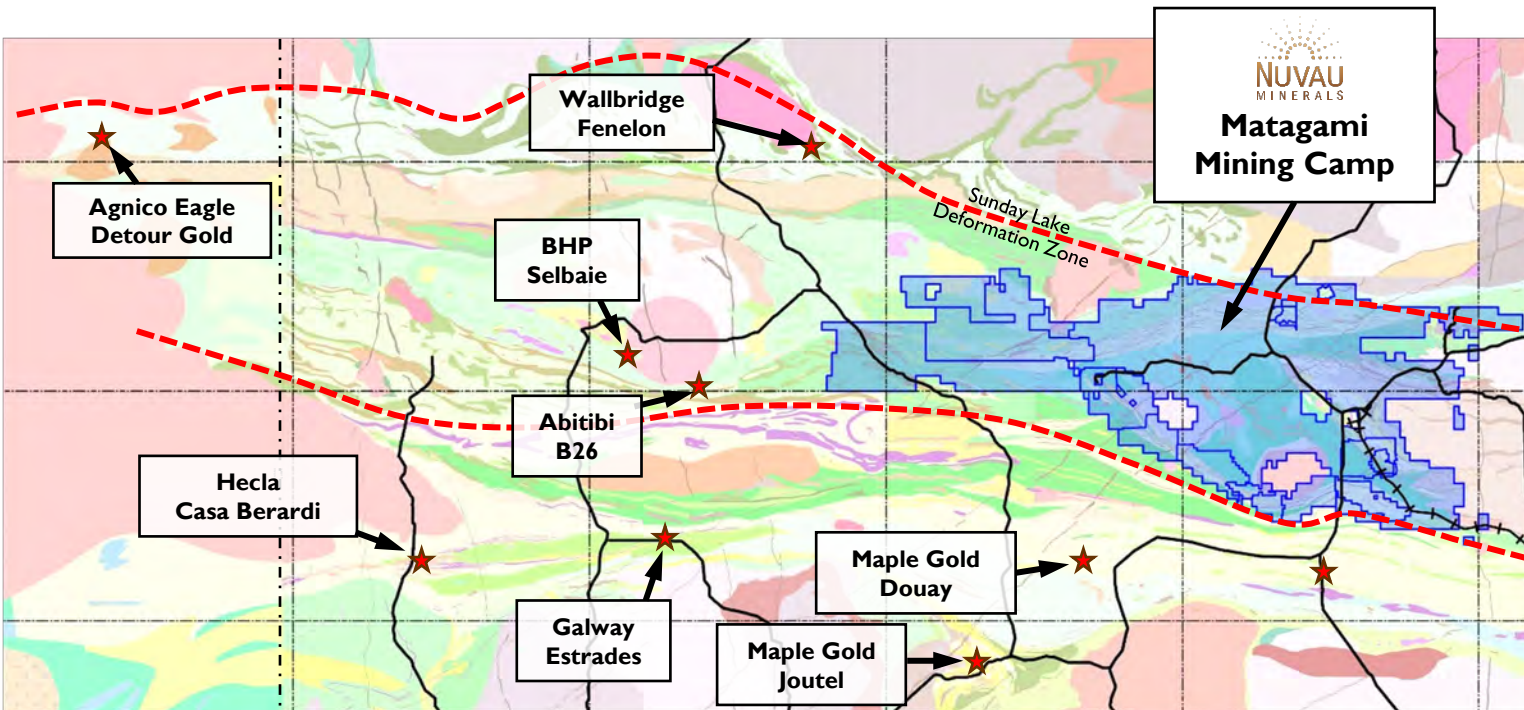 NUVAU
MINERALS
Matagami
Mining Camp
Wallbridge
Fenelon
Agnico Eagle
Detour Gold
Sunday Lake
Deformation Zone
BHP
Selbaie
Abitibi
B26
Hecla
Casa Berardi
Galway
Estrades
Maple Gold
Douay
Maple Gold
Joutel